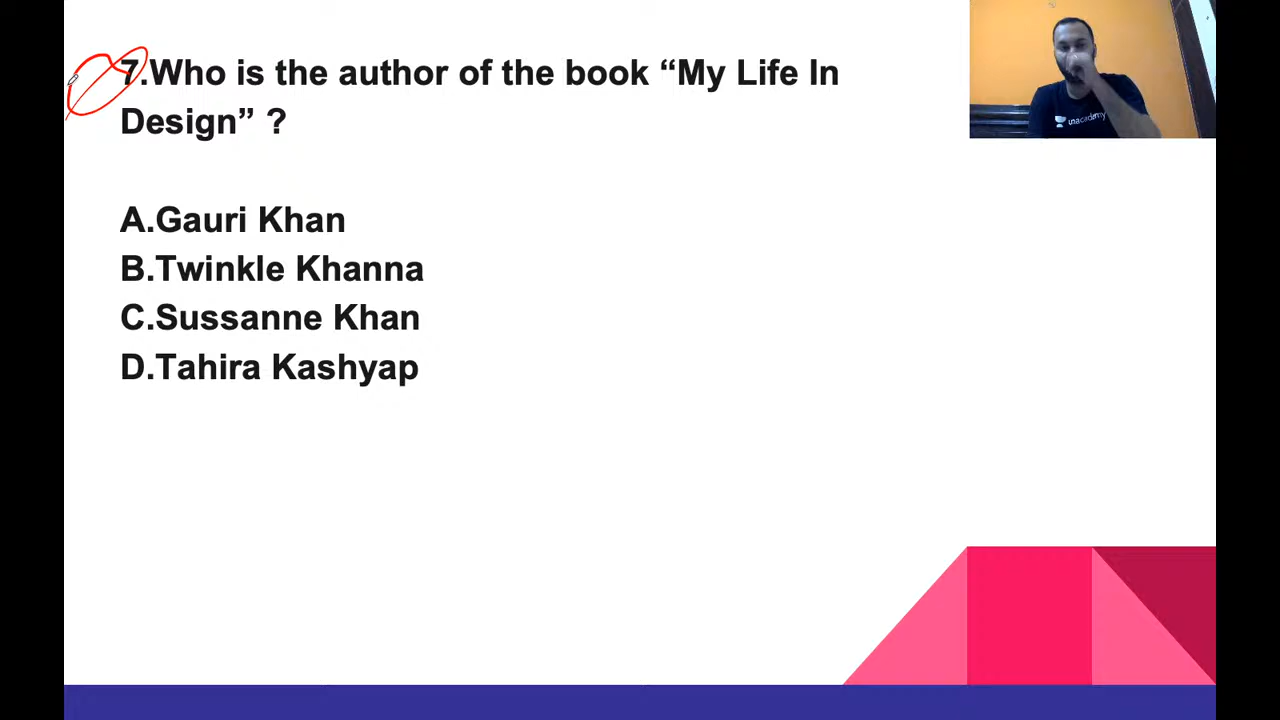 7.Who is the author of the book “My Life In
Design” ?
A.Gauri Khan
B.Twinkle Khanna
C.Sussanne Khan
D.Tahira Kashyap
unacademy